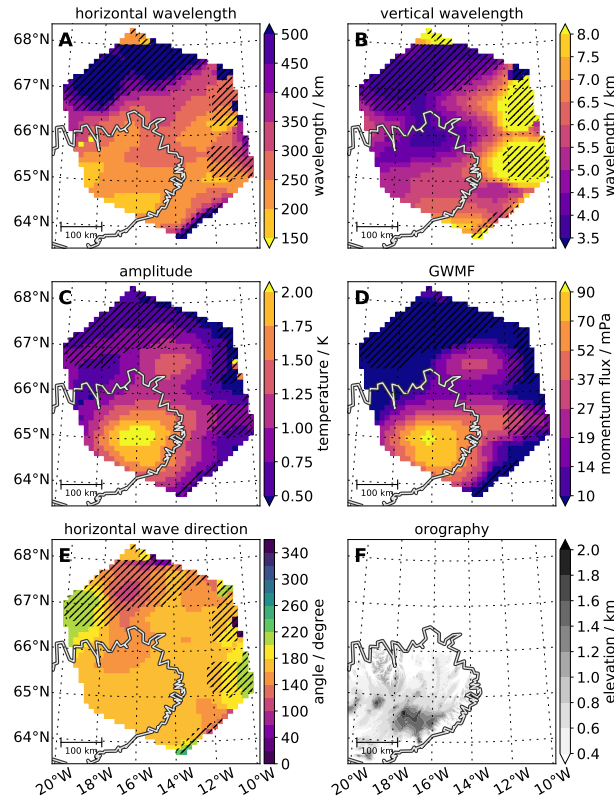 horizontal wavelength
vertical wavelength
A
B
68°N
67°N
66°N
65°N
64°N
100 km
100 km
500
450
400
350
300
250
200
150
wavelength / km
8.0
7.5
7.0
6.5
6.0
5.5
5.0
4.5
4.0
3.5
wavelength / km
amplitude
GWMF
C
D
68°N
67°N
66°N
65°N
64°N
100 km
100 km
2.00
1.75
1.50
1.25
1.00
0.75
0.50
temperature / K
90
70
52
37
27
19
14
10
momentum flux / mPa
horizontal wave direction
orography
E
F
68°N
67°N
66°N
65°N
64°N
100 km
100 km
340
300
260
220
180
140
100
60
40
0
angle / degree
2.0
1.8
1.6
1.4
1.2
1.0
0.8
0.6
0.4
elevation / km
20°W
18°W
16°W
14°W
12°W
10°W
20°W
18°W
16°W
14°W
12°W
10°W